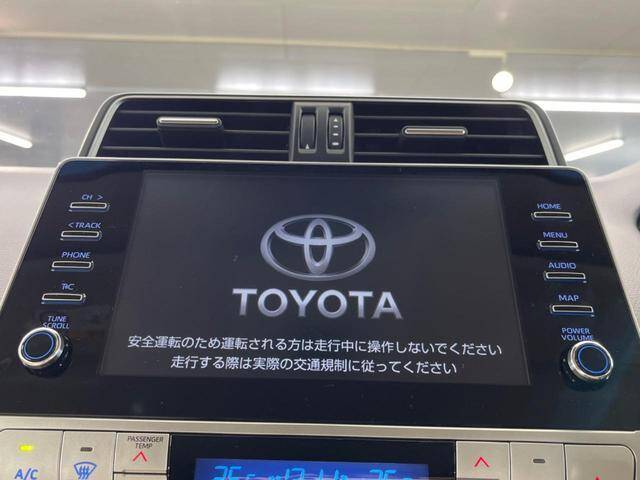 CH >
< TRACK
PHONE
TUNE
SCROLL
HOME
MENU
AUDIO
MAP
POWER
VOLUME
TOYOTA
安全運転のため運転される方は走行中に操作しないでください
走行する際は実際の交通規制に従ってください
A/C
PASSENGER
TEMP